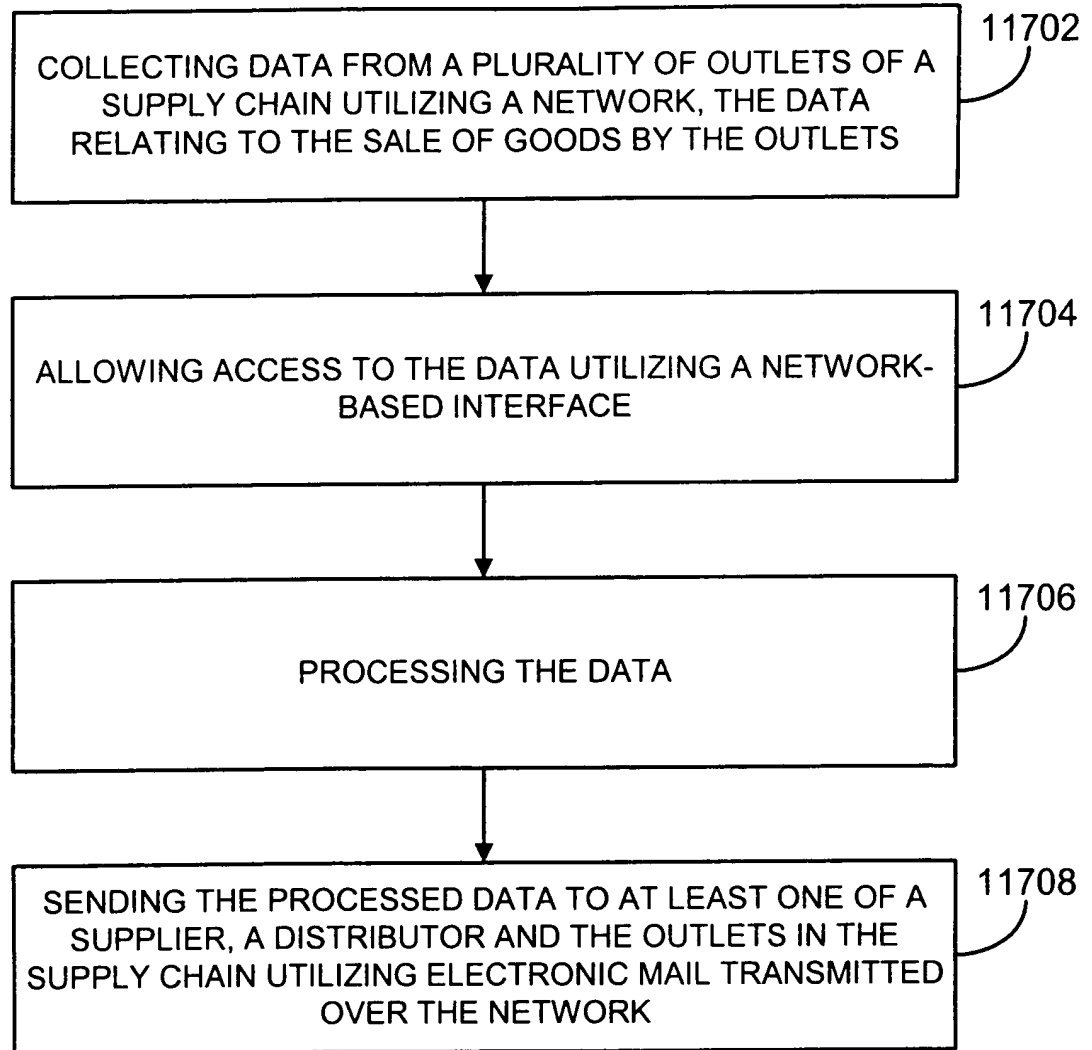 11702
COLLECTING DATA FROM A PLURALITY OF OUTLETS OF A
SUPPLY CHAIN UTILIZING A NETWORK, THE DATA
RELATING TO THE SALE OF GOODS BY THE OUTLETS
11704
ALLOWING ACCESS TO THE DATA UTILIZING A NETWORK-
BASED INTERFACE
11706
PROCESSING THE DATA
11708
SENDING THE PROCESSED DATA TO AT LEAST ONE OF A
SUPPLIER, A DISTRIBUTOR AND THE OUTLETS IN THE
SUPPLY CHAIN UTILIZING ELECTRONIC MAIL TRANSMITTED
OVER THE NETWORK